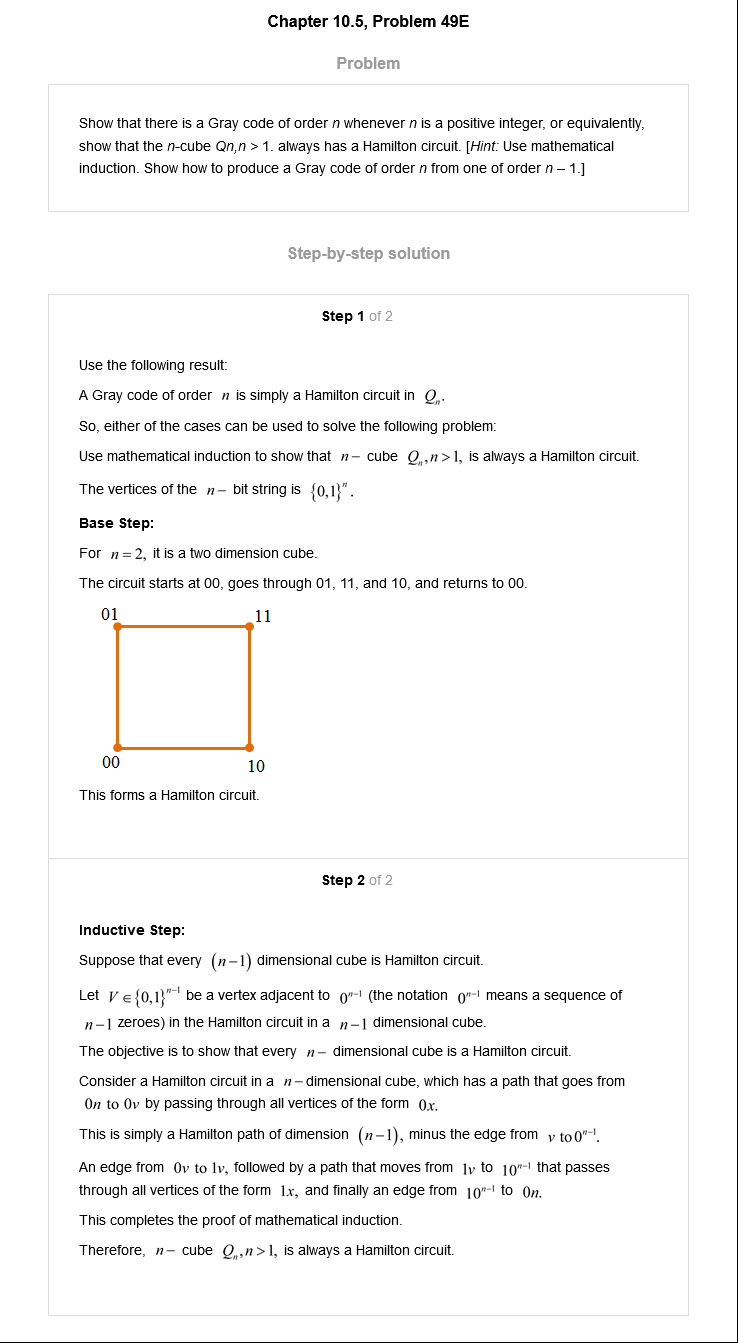 Chapter 10.5, Problem 49E
Problem
Show that there is a Gray code of order n whenever n is a positive integer, or equivalently,
show that the n-cube Qn,n > 1. always has a Hamilton circuit. [Hint: Use mathematical
induction. Show how to produce a Gray code of order n from one of order n – 1.]
Step-by-step solution
Step 1 of 2
Use the following result:
A Gray code of order n is simply a Hamilton circuit in Qₙ.
So, either of the cases can be used to solve the following problem:
Use mathematical induction to show that n− cube Qₙ,n>1, is always a Hamilton circuit.
The vertices of the n− bit string is {0,1}ⁿ.
Base Step:
For n=2, it is a two dimension cube.
The circuit starts at 00, goes through 01, 11, and 10, and returns to 00.
01 11
00 10
This forms a Hamilton circuit.
Step 2 of 2
Inductive Step:
Suppose that every (n−1) dimensional cube is Hamilton circuit.
Let V∈{0,1}ⁿ⁻¹ be a vertex adjacent to 0ⁿ⁻¹ (the notation 0ⁿ⁻¹ means a sequence of
n−1 zeroes) in the Hamilton circuit in a n−1 dimensional cube.
The objective is to show that every n− dimensional cube is a Hamilton circuit.
Consider a Hamilton circuit in a n−dimensional cube, which has a path that goes from
0n to 0v by passing through all vertices of the form 0x.
This is simply a Hamilton path of dimension (n−1), minus the edge from v to 0ⁿ⁻¹.
An edge from 0v to 1v, followed by a path that moves from 1v to 10ⁿ⁻¹ that passes
through all vertices of the form 1x, and finally an edge from 10ⁿ⁻¹ to 0n.
This completes the proof of mathematical induction.
Therefore, n− cube Qₙ,n>1, is always a Hamilton circuit.